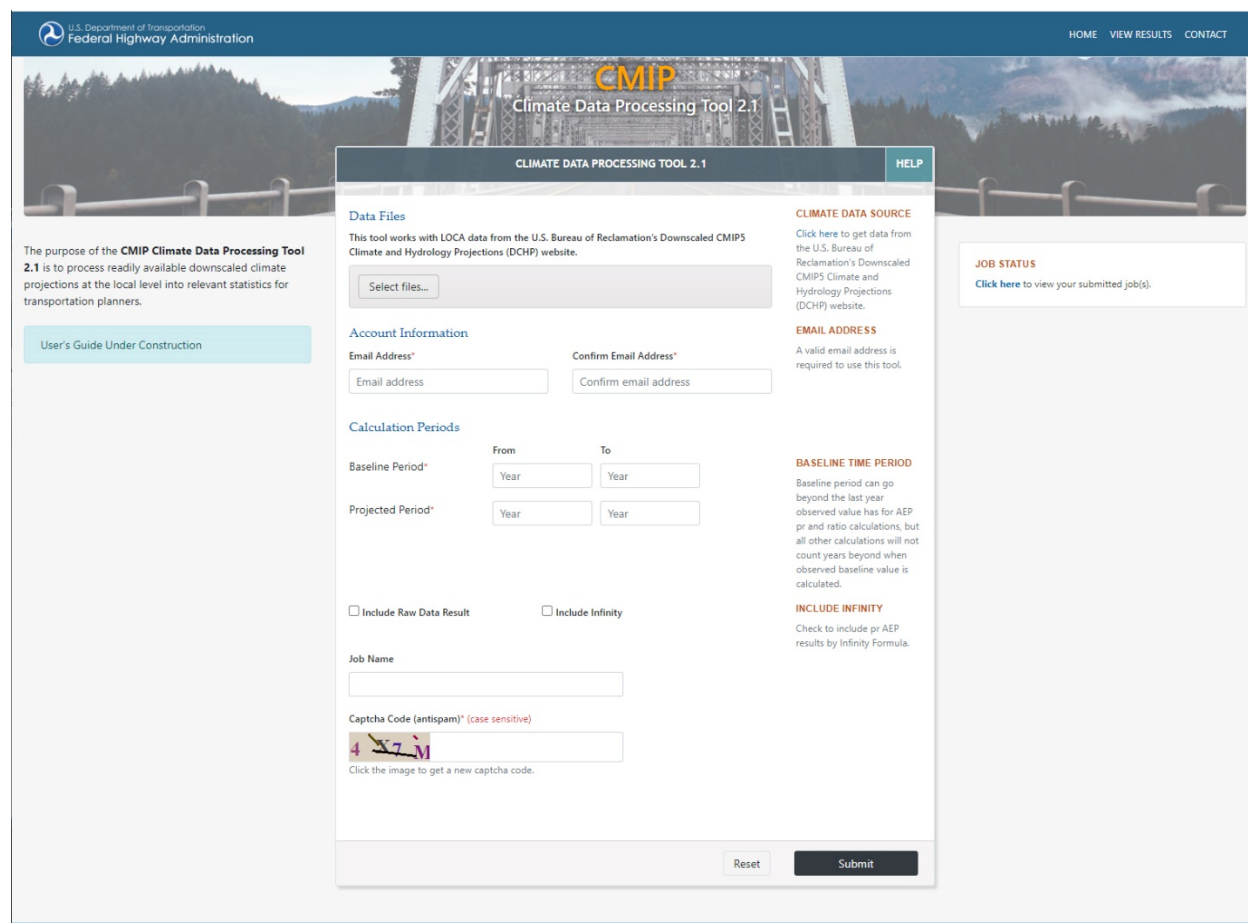 U.S. Department of Transportation
Federal Highway Administration
HOME VIEW RESULTS CONTACT
CMIP
Climate Data Processing Tool 2.1
CLIMATE DATA PROCESSING TOOL 2.1
HELP
The purpose of the CMIP Climate Data Processing Tool
2.1 is to process readily available downscaled climate
projections at the local level into relevant statistics for
transportation planners.
User's Guide Under Construction
Data Files
This tool works with LOCA data from the U.S. Bureau of Reclamation's Downscaled CMIP5
Climate and Hydrology Projections (DCHP) website.
Select files...
Account Information
Email Address*
Confirm Email Address*
Email address
Confirm email address
Calculation Periods
From
To
Baseline Period*
Year
Year
Projected Period*
Year
Year
Include Raw Data Result
Include Infinity
Job Name
Captcha Code (antispam)* (case sensitive)
4 X7 M
Click the image to get a new captcha code.
Reset
Submit
CLIMATE DATA SOURCE
Click here to get data from
the U.S. Bureau of
Reclamation's Downscaled
CMIP5 Climate and
Hydrology Projections
(DCHP) website.
EMAIL ADDRESS
A valid email address is
required to use this tool.
BASELINE TIME PERIOD
Baseline period can go
beyond the last year
observed value has for AEP
pr and ratio calculations, but
all other calculations will not
count years beyond when
observed baseline value is
calculated.
INCLUDE INFINITY
Check to include pr AEP
results by Infinity Formula.
JOB STATUS
Click here to view your submitted job(s).